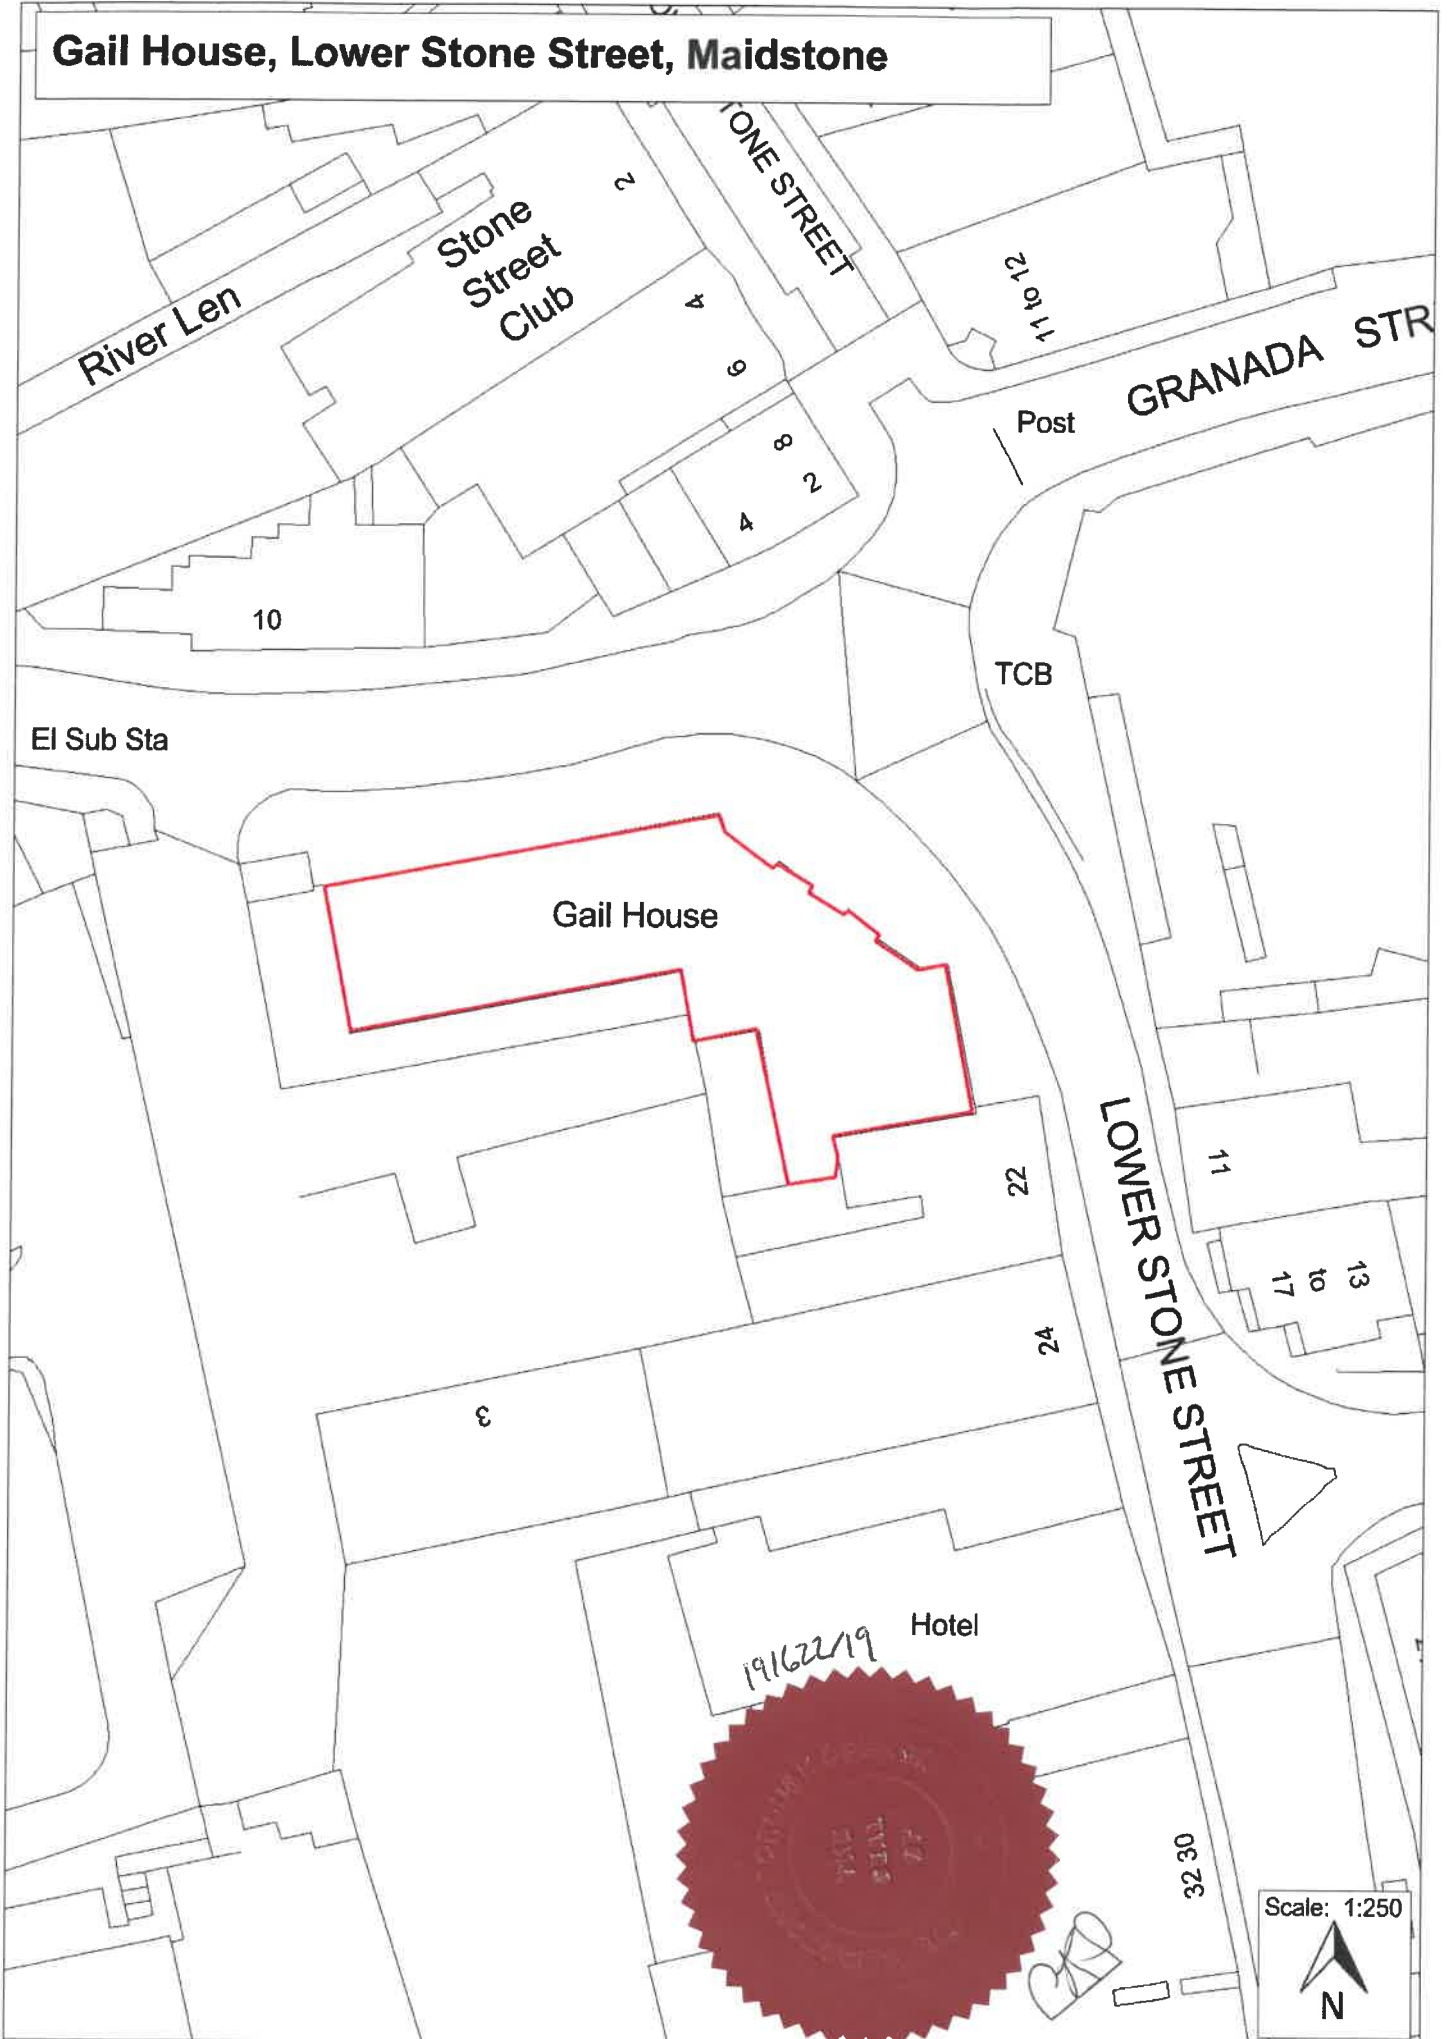 Gail House, Lower Stone Street, Maidstone
TONE STREET
2
Stone
Street
Club
River Len
4
6
11 to 12
GRANADA STR
Post
8
2
4
10
TCB
El Sub Sta
Gail House
LOWER STONE STREET
22
11
13
to
17
24
3
Hotel
191622/19
32 30
Scale: 1:250
N